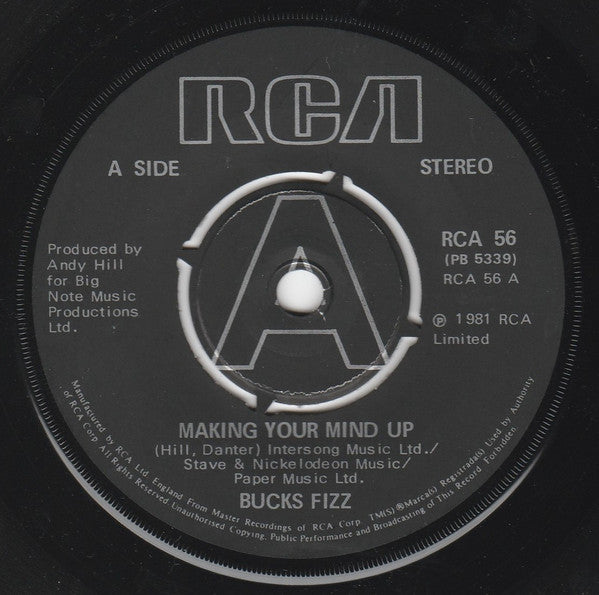 RCA
A SIDE
STEREO
A
Produced by
Andy Hill
for Big
Note Music
Productions
Ltd.
RCA 56
(PB 5339)
RCA 56 A
℗ 1981 RCA
Limited
MAKING YOUR MIND UP
(Hill, Danter) Intersong Music Ltd./
Stave & Nickelodeon Music/
Paper Music Ltd.
BUCKS FIZZ
Manufactured by RCA Ltd. England From Master Recordings of RCA Corp. TM(S)®Marca(s) Registrada(s) Used by Authority
of RCA Corp. All Rights Reserved Unauthorised Copying, Public Performance and Broadcasting of This Record Forbidden.